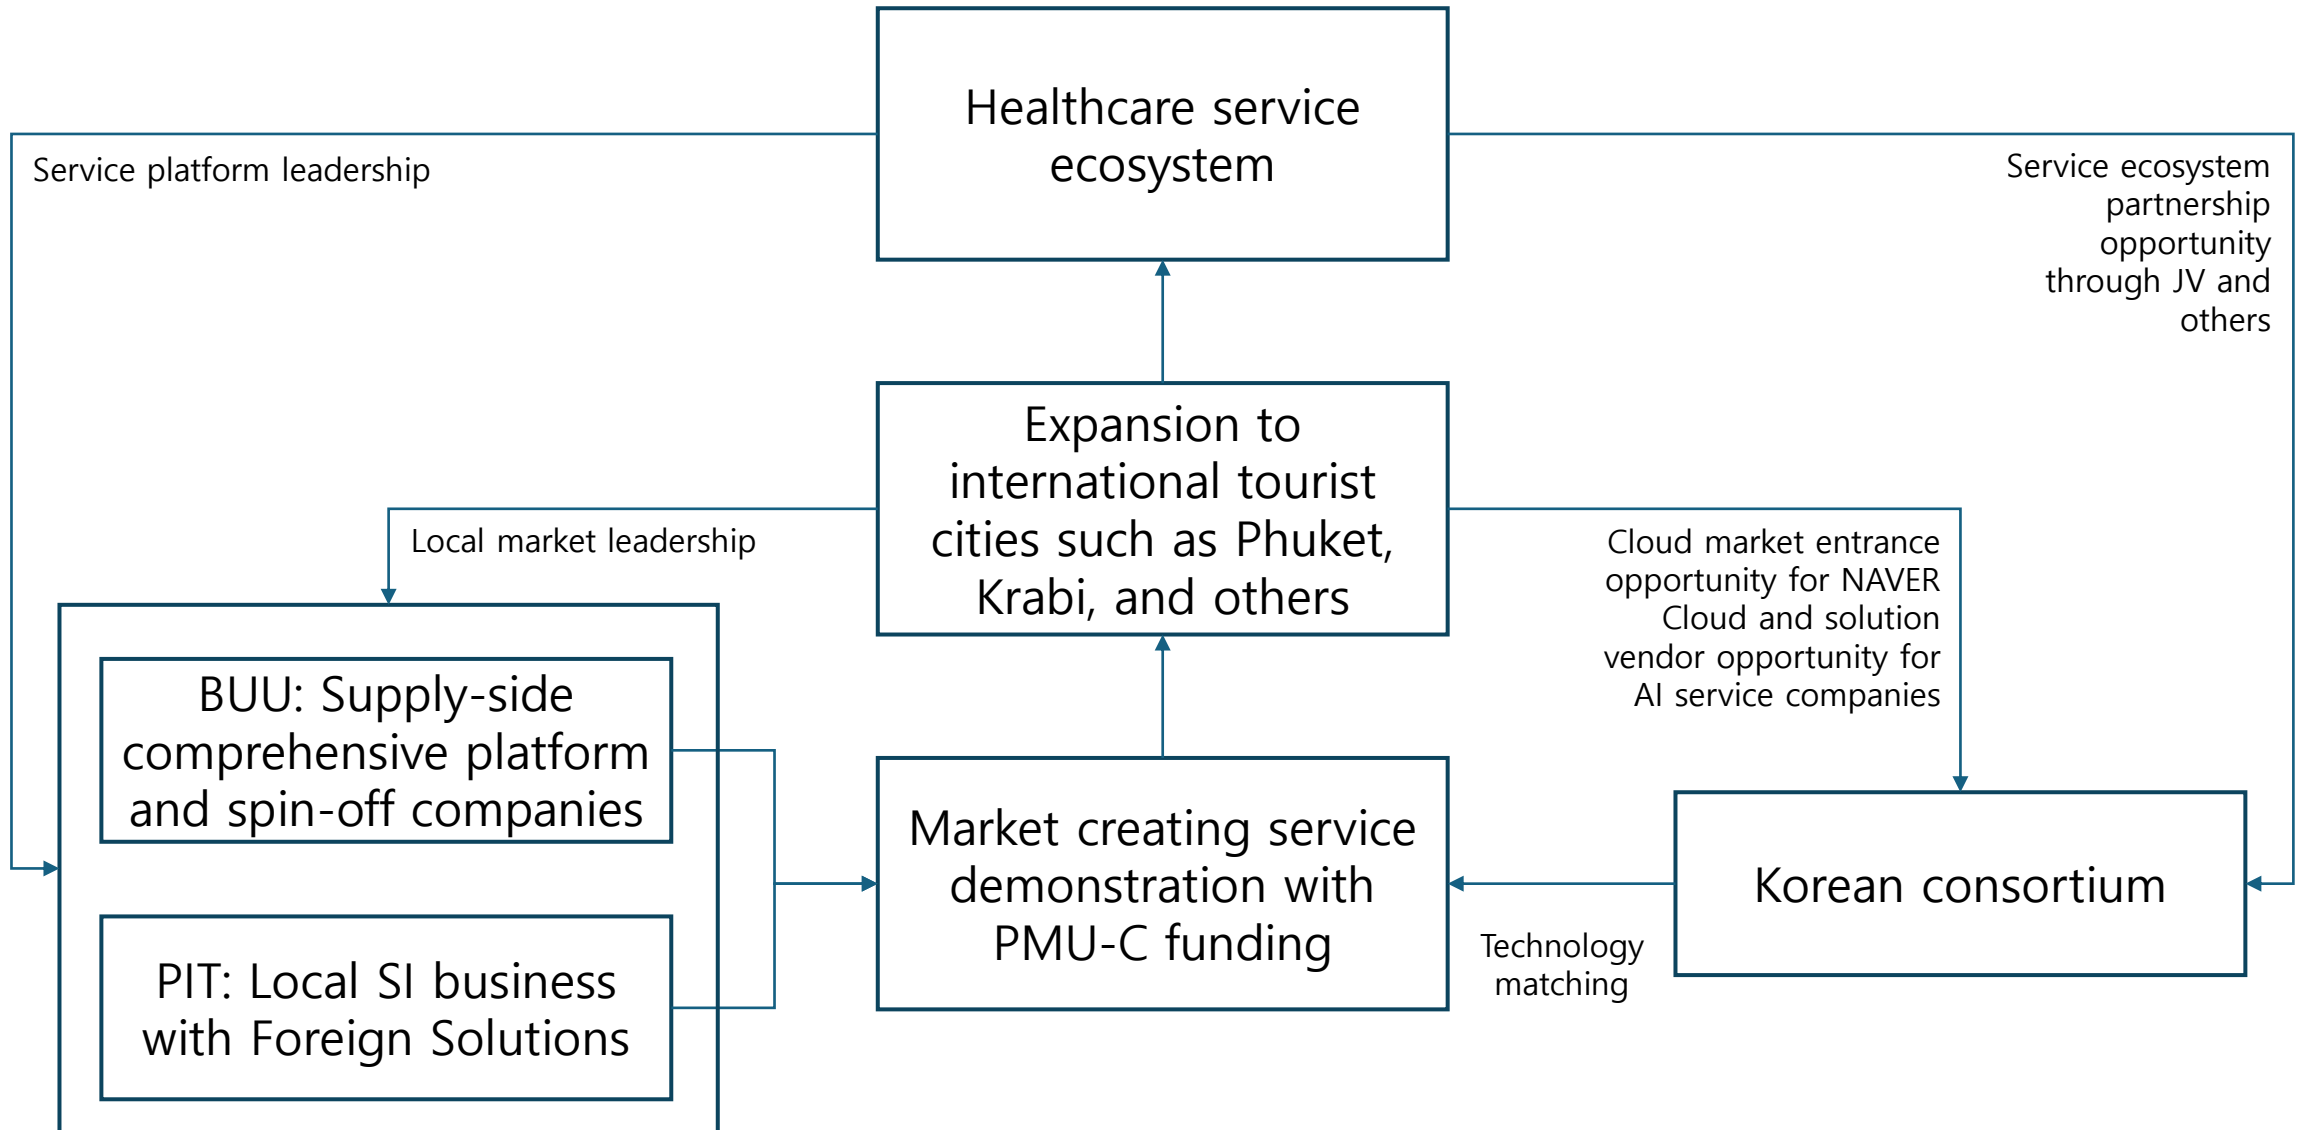 Healthcare service
ecosystem
Service platform leadership
Service ecosystem
partnership
opportunity
through JV and
others
Expansion to
international tourist
cities such as Phuket,
Krabi, and others
Local market leadership
Cloud market entrance
opportunity for NAVER
Cloud and solution
vendor opportunity for
AI service companies
BUU: Supply-side
comprehensive platform
and spin-off companies
Market creating service
demonstration with
PMU-C funding
Korean consortium
Technology
matching
PIT: Local SI business
with Foreign Solutions